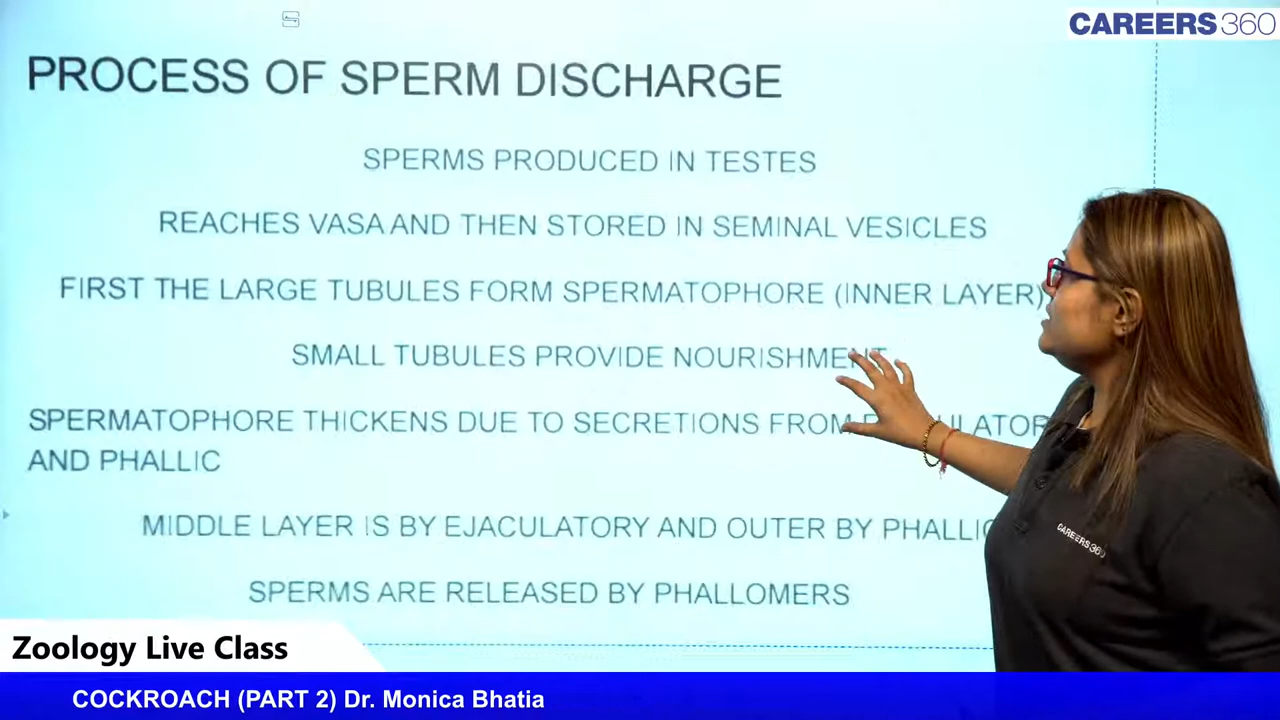 CAREERS360
PROCESS OF SPERM DISCHARGE
SPERMS PRODUCED IN TESTES
REACHES VASA AND THEN STORED IN SEMINAL VESICLES
FIRST THE LARGE TUBULES FORM SPERMATOPHORE (INNER LAYER)
SMALL TUBULES PROVIDE NOURISHMENT
SPERMATOPHORE THICKENS DUE TO SECRETIONS FROM
AND PHALLIC
MIDDLE LAYER IS BY EJACULATORY AND OUTER BY PHALLIC
SPERMS ARE RELEASED BY PHALLOMERS
CAREERS360
Zoology Live Class
COCKROACH (PART 2) Dr. Monica Bhatia